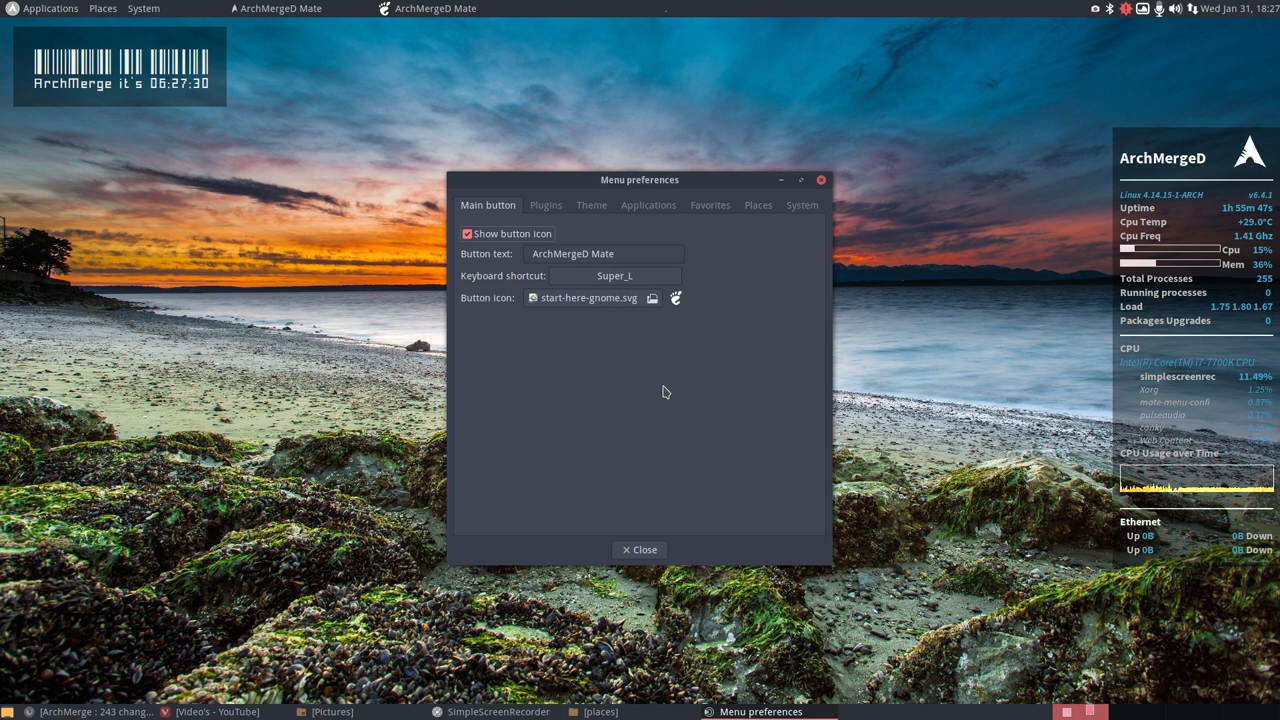 Applications Places System ArchMergeD Mate ArchMergeD Mate Wed Jan 31, 18:27
ArchMerge it's 06:27:30
Menu preferences
Main button Plugins Theme Applications Favorites Places System
Show button icon
Button text: ArchMergeD Mate
Keyboard shortcut: Super_L
Button icon: start-here-gnome.svg
Close
ArchMergeD
Linux 4.14.15-1-ARCH v6.4.1
Uptime 1h 55m 47s
Cpu Temp +29.0°C
Cpu Freq 1.41 Ghz
Cpu 15%
Mem 36%
Total Processes 255
Running processes 0
Load 1.75 1.80 1.67
Packages Upgrades 0
CPU
Intel(R) Core(TM) i7-7700K CPU
simplescreenrec 11.49%
Xorg 1.25%
mate-menu-confi 0.87%
pulseaudio
conky
Web Content
CPU Usage over Time
Ethernet
Up 0B 0B Down
Up 0B 0B Down
[ArchMerge : 243 chang... [Video's - YouTube] [Pictures] SimpleScreenRecorder [places] Menu preferences